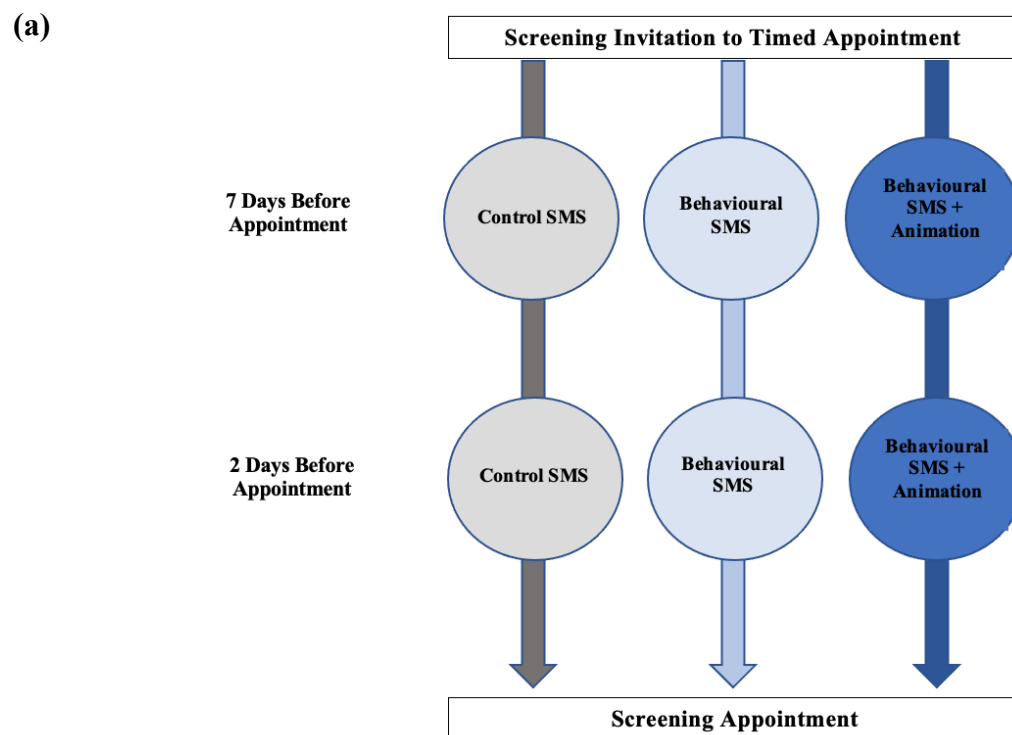 (a)
Screening Invitation to Timed Appointment
7 Days Before
Appointment
Control SMS
Behavioural
SMS
Behavioural
SMS +
Animation
2 Days Before
Appointment
Control SMS
Behavioural
SMS
Behavioural
SMS +
Animation
Screening Appointment